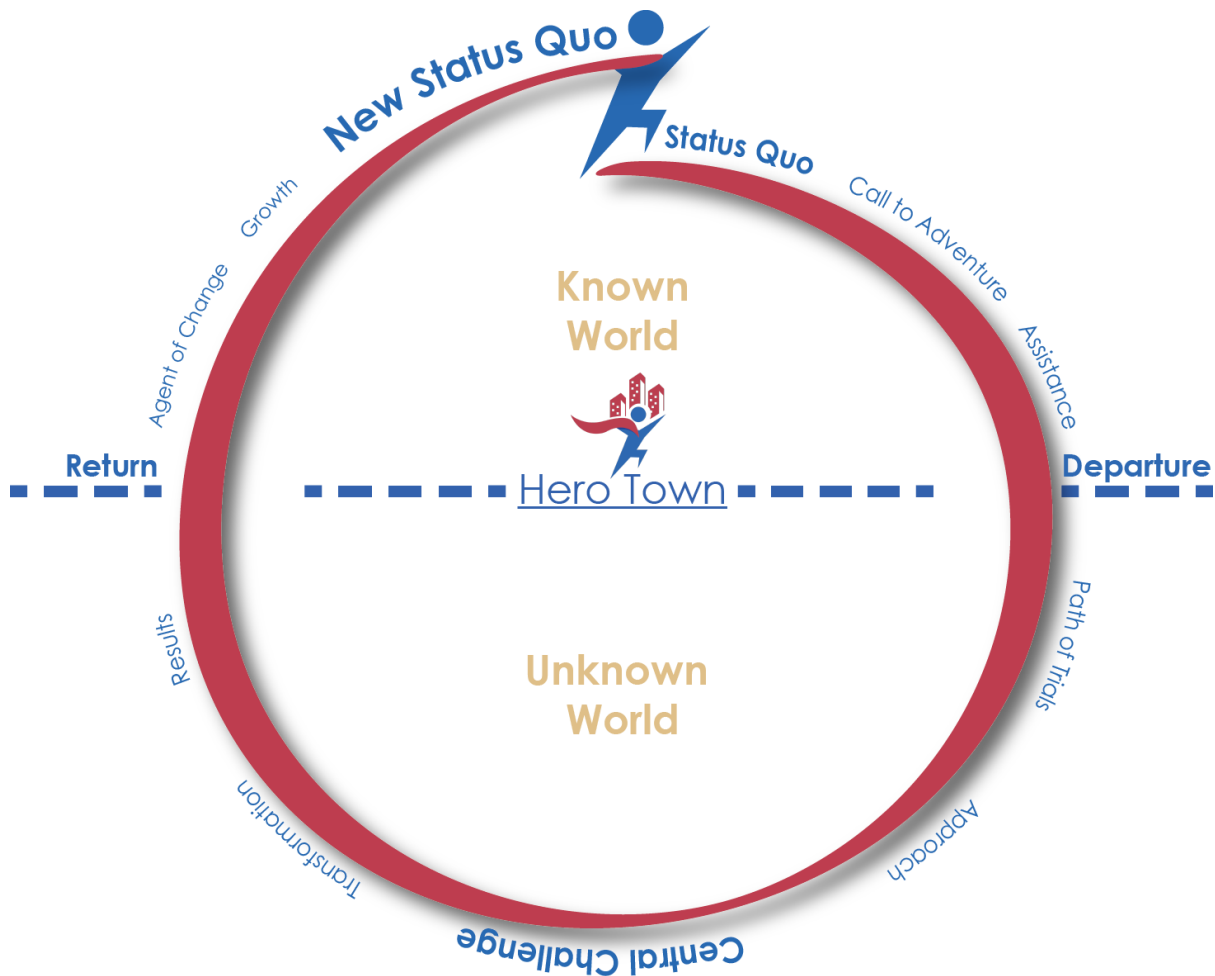 New Status Quo
Status Quo
Call to Adventure
Assistance
Departure
Path of Trials
Approach
Central Challenge
Transformation
Results
Return
Agent of Change
Growth
Known
World
Hero Town
Unknown
World